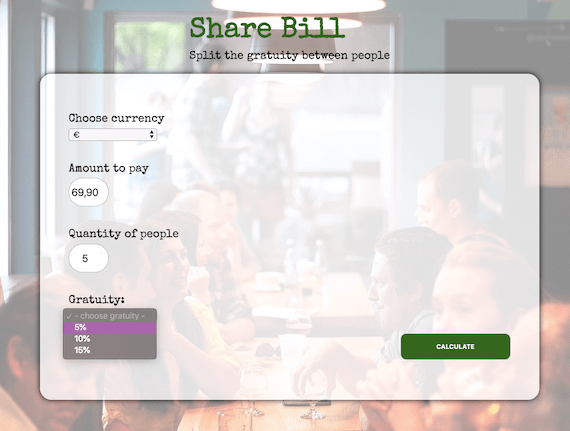 Share Bill
Split the gratuity between people
Choose currency
€
Amount to pay
69,90
Quantity of people
5
Gratuity:
✓ - choose gratuity -
5%
10%
15%
CALCULATE